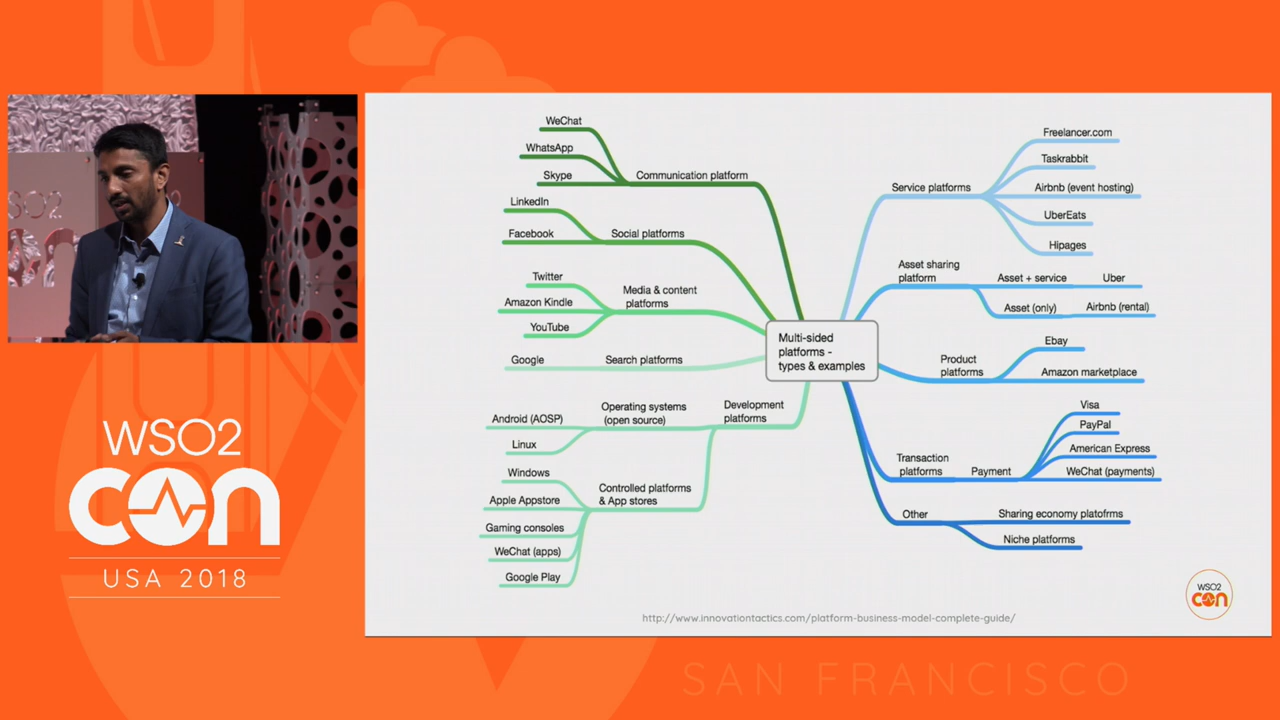 WeChat
WhatsApp
Skype
Communication platform
LinkedIn
Facebook
Social platforms
Twitter
Amazon Kindle
YouTube
Media & content
platforms
Google
Search platforms
Android (AOSP)
Linux
Operating systems
(open source)
Development
platforms
Windows
Apple Appstore
Gaming consoles
WeChat (apps)
Google Play
Controlled platforms
& App stores
Multi-sided
platforms -
types & examples
Service platforms
Freelancer.com
Taskrabbit
Airbnb (event hosting)
UberEats
Hipages
Asset sharing
platform
Asset + service
Uber
Asset (only)
Airbnb (rental)
Product
platforms
Ebay
Amazon marketplace
Transaction
platforms
Payment
Visa
PayPal
American Express
WeChat (payments)
Other
Sharing economy platofrms
Niche platforms
http://www.innovationtactics.com/platform-business-model-complete-guide/
WSO2
con
WSO2
con
USA 2018
SAN FRANCISCO